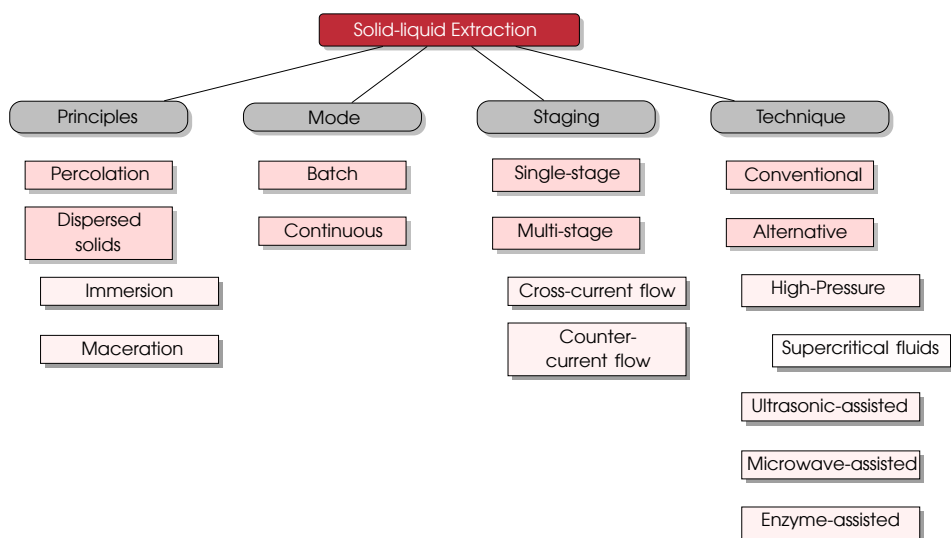 Solid-liquid Extraction
Principles
Mode
Staging
Technique
Percolation
Batch
Single-stage
Conventional
Dispersed
solids
Continuous
Multi-stage
Alternative
Immersion
Cross-current flow
High-Pressure
Maceration
Counter-
current flow
Supercritical fluids
Ultrasonic-assisted
Microwave-assisted
Enzyme-assisted